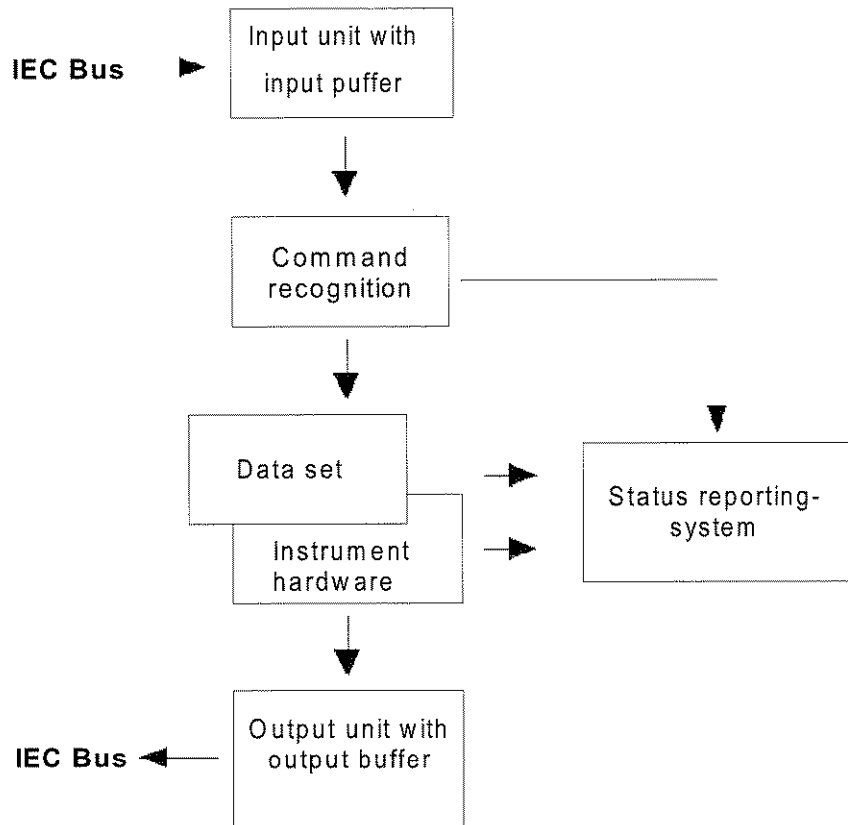 Input unit with
IEC Bus
input puffer
Command
recognition
Data set
Status reporting-
system
Instrument
hardware
Output unit with
IEC Bus
output buffer